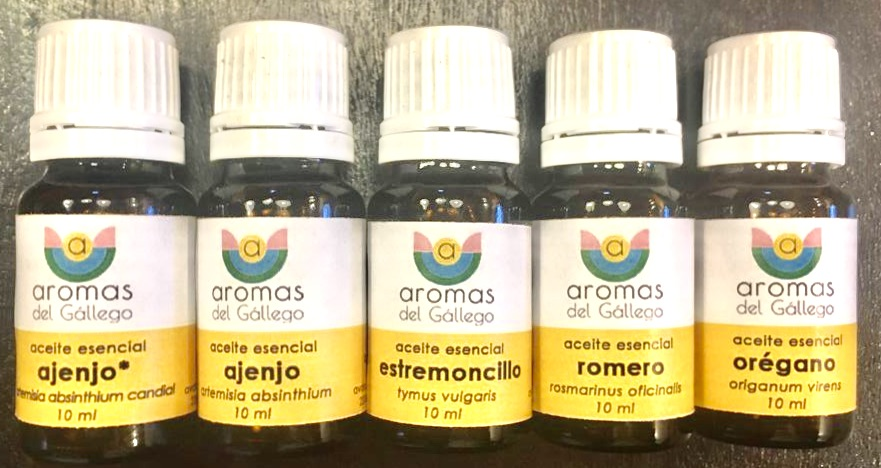 a
aromas
del Gállego
aceite esencial
ajenjo*
artemisia absinthium candial
10 ml
a
aromas
del Gállego
aceite esencial
ajenjo
artemisia absinthium
10 ml
a
aromas
del Gállego
aceite esencial
estremoncillo
tymus vulgaris
10 ml
a
aromas
del Gállego
aceite esencial
romero
rosmarinus oficinalis
10 ml
a
aromas
del Gállego
aceite esencial
orégano
origanum virens
10 ml